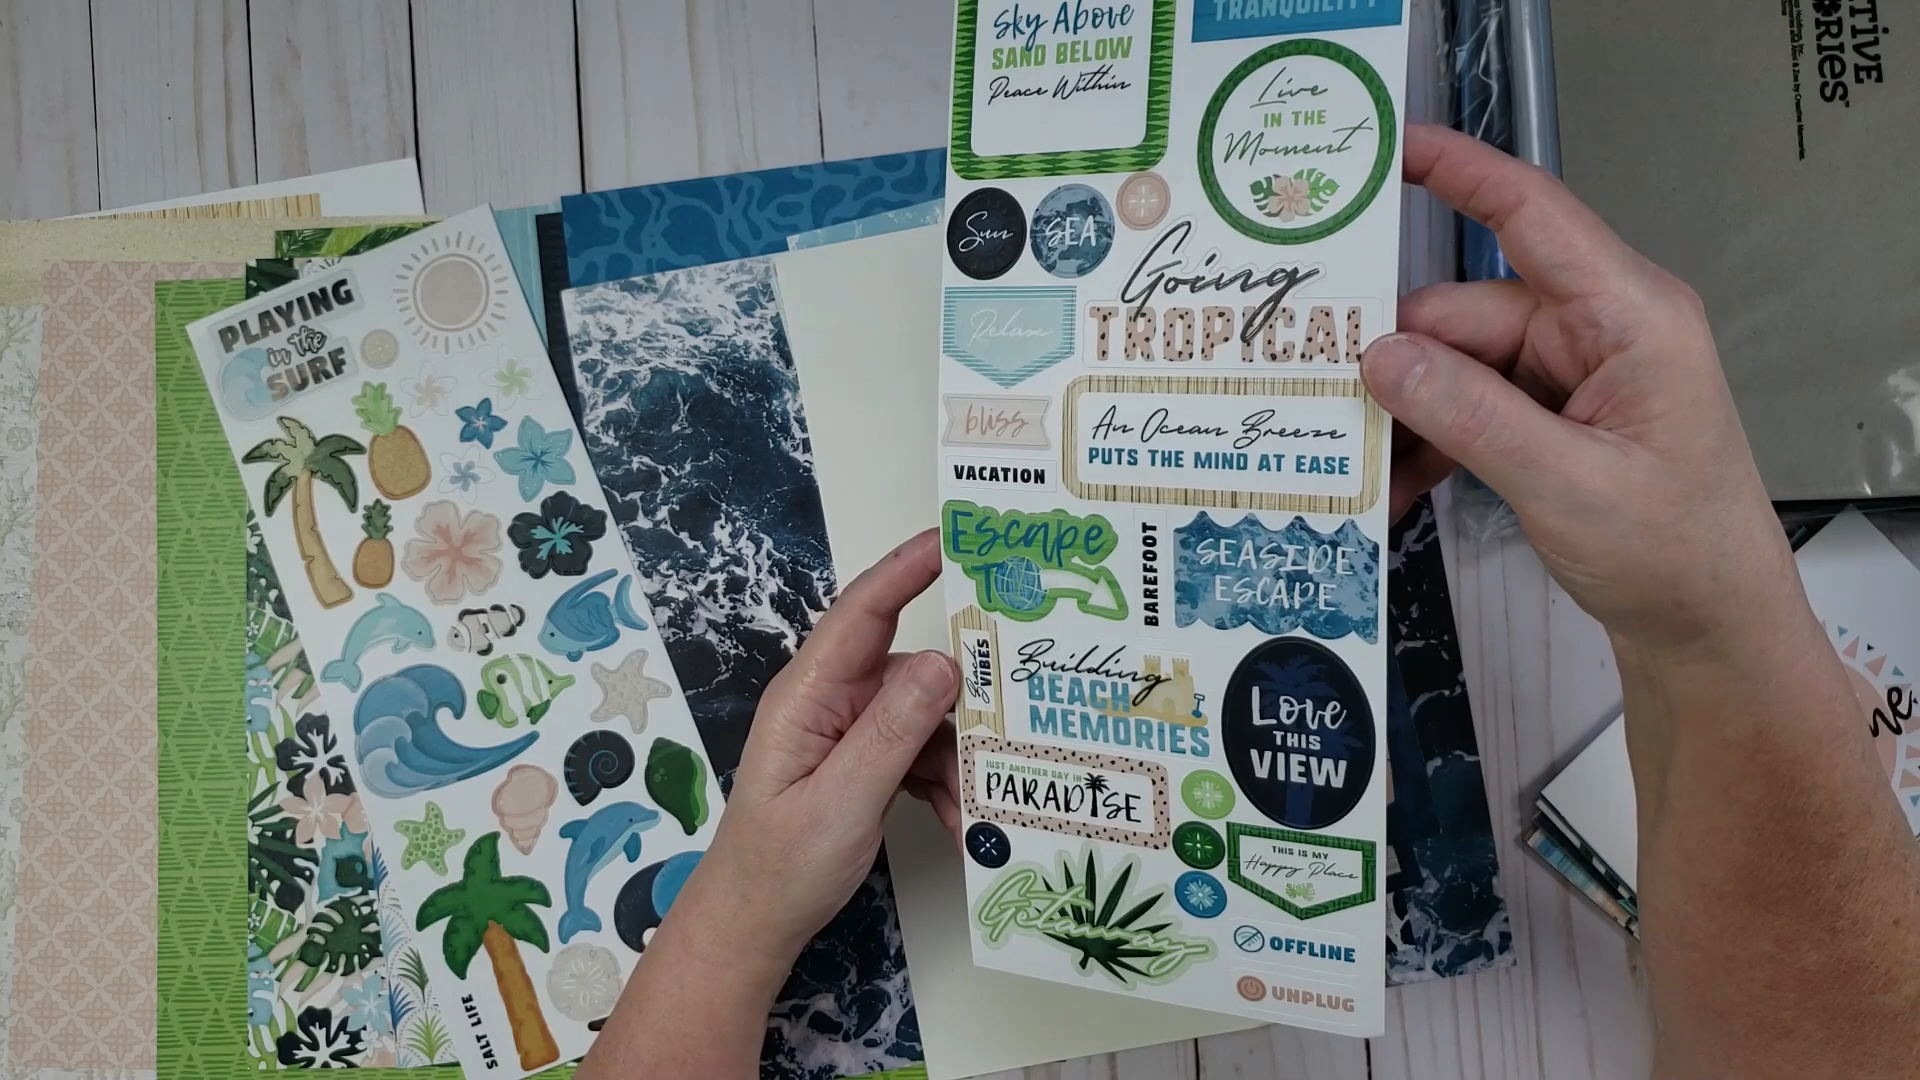 PLAYING
in the
SURF
SALT LIFE
Sky Above
SAND BELOW
Peace Within
TRANQUILITY
Live
IN THE
Moment
Sun
SEA
Going
TROPICAL
Relax
bliss
An Ocean Breeze
PUTS THE MIND AT EASE
VACATION
Escape
TO
BAREFOOT
SEASIDE
ESCAPE
Beach
VIBES
Building
BEACH
MEMORIES
Love
THIS
VIEW
JUST ANOTHER DAY IN
PARADISE
THIS IS MY
Happy Place
Getaway
OFFLINE
UNPLUG